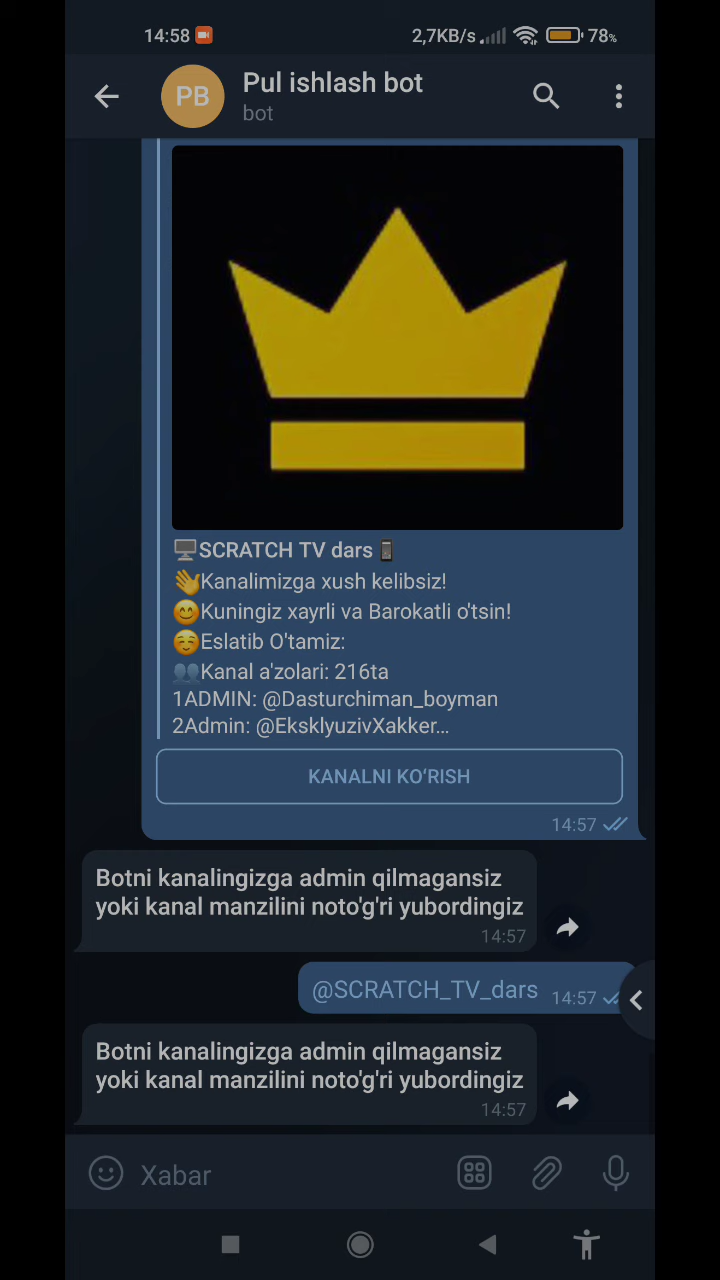 14:58 2,7KB/s 78%
PB Pul ishlash bot
bot
🖥️SCRATCH TV dars📱
👋Kanalimizga xush kelibsiz!
😊Kuningiz xayrli va Barokatli o'tsin!
☺️Eslatib O'tamiz:
👥Kanal a'zolari: 216ta
1ADMIN: @Dasturchiman_boyman
2Admin: @EksklyuzivXakker...
KANALNI KO‘RISH
14:57
Botni kanalingizga admin qilmagansiz
yoki kanal manzilini noto'g'ri yubordingiz
14:57
@SCRATCH_TV_dars 14:57
Botni kanalingizga admin qilmagansiz
yoki kanal manzilini noto'g'ri yubordingiz
14:57
Xabar